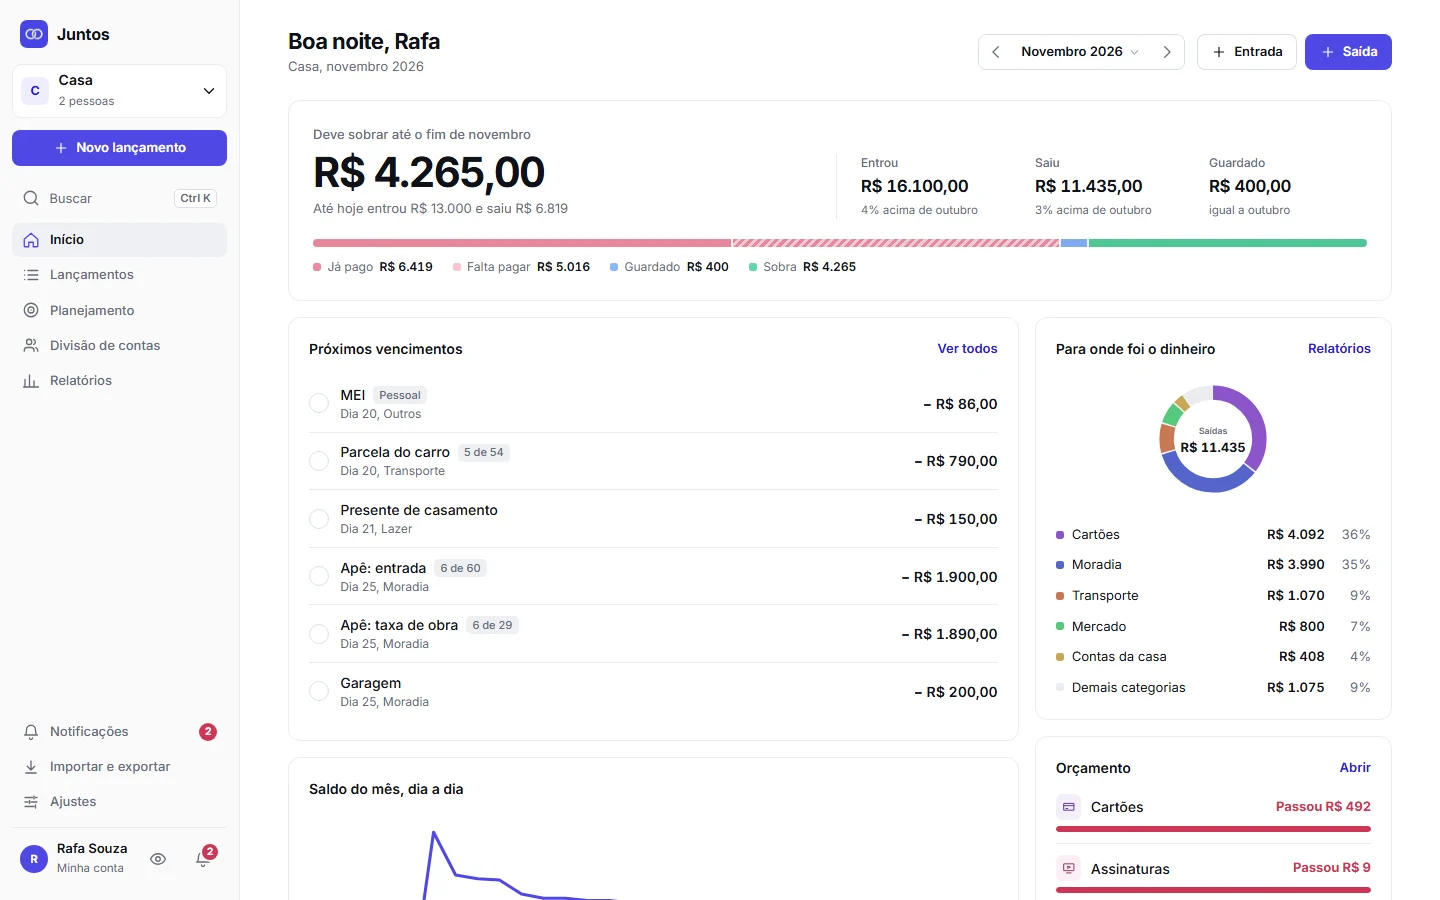 Juntos
C
Casa
2 pessoas
Novo lançamento
Buscar
Ctrl K
Início
Lançamentos
Planejamento
Divisão de contas
Relatórios
Notificações
2
Importar e exportar
Ajustes
R
Rafa Souza
Minha conta
2
Boa noite, Rafa
Casa, novembro 2026
Novembro 2026
Entrada
Saída
Deve sobrar até o fim de novembro
R$ 4.265,00
Até hoje entrou R$ 13.000 e saiu R$ 6.819
Entrou
R$ 16.100,00
4% acima de outubro
Saiu
R$ 11.435,00
3% acima de outubro
Guardado
R$ 400,00
igual a outubro
Já pago R$ 6.419
Falta pagar R$ 5.016
Guardado R$ 400
Sobra R$ 4.265
Próximos vencimentos
Ver todos
MEI Pessoal
Dia 20, Outros
− R$ 86,00
Parcela do carro 5 de 54
Dia 20, Transporte
− R$ 790,00
Presente de casamento
Dia 21, Lazer
− R$ 150,00
Apê: entrada 6 de 60
Dia 25, Moradia
− R$ 1.900,00
Apê: taxa de obra 6 de 29
Dia 25, Moradia
− R$ 1.890,00
Garagem
Dia 25, Moradia
− R$ 200,00
Saldo do mês, dia a dia
Para onde foi o dinheiro
Relatórios
Saídas
R$ 11.435
Cartões R$ 4.092 36%
Moradia R$ 3.990 35%
Transporte R$ 1.070 9%
Mercado R$ 800 7%
Contas da casa R$ 408 4%
Demais categorias R$ 1.075 9%
Orçamento
Abrir
Cartões
Passou R$ 492
Assinaturas
Passou R$ 9